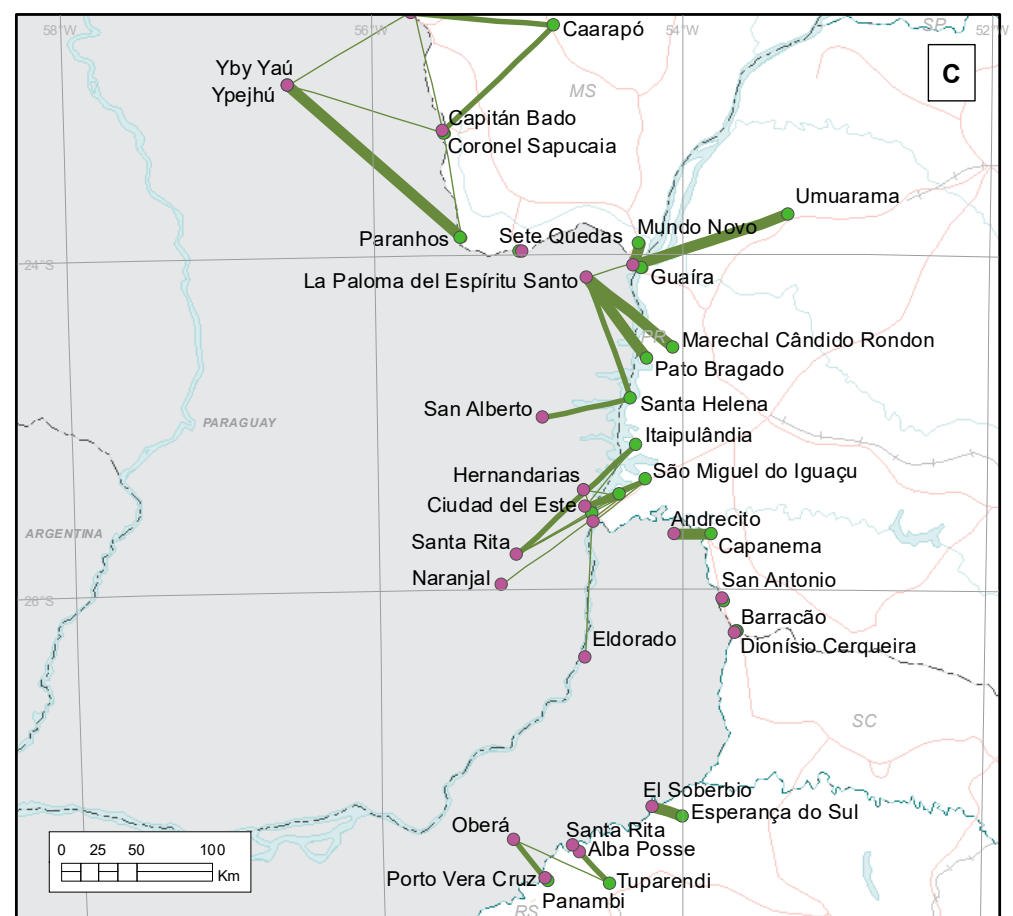 58°W
56°W
54°W
52°W
SP
Caarapó
C
Yby Yaú
Ypejhú
MS
Capitán Bado
Coronel Sapucaia
Umuarama
Paranhos
Sete Quedas
Mundo Novo
24°S
La Paloma del Espíritu Santo
Guaíra
PR
Marechal Cândido Rondon
Pato Bragado
San Alberto
Santa Helena
PARAGUAY
Itaipulândia
Hernandarias
São Miguel do Iguaçu
Ciudad del Este
ARGENTINA
Andrecito
Santa Rita
Capanema
Naranjal
San Antonio
26°S
Barracão
Eldorado
Dionísio Cerqueira
SC
El Soberbio
Esperança do Sul
Oberá
Santa Rita
Alba Posse
0 25 50 100
Km
Porto Vera Cruz
Tuparendi
Panambi
RS